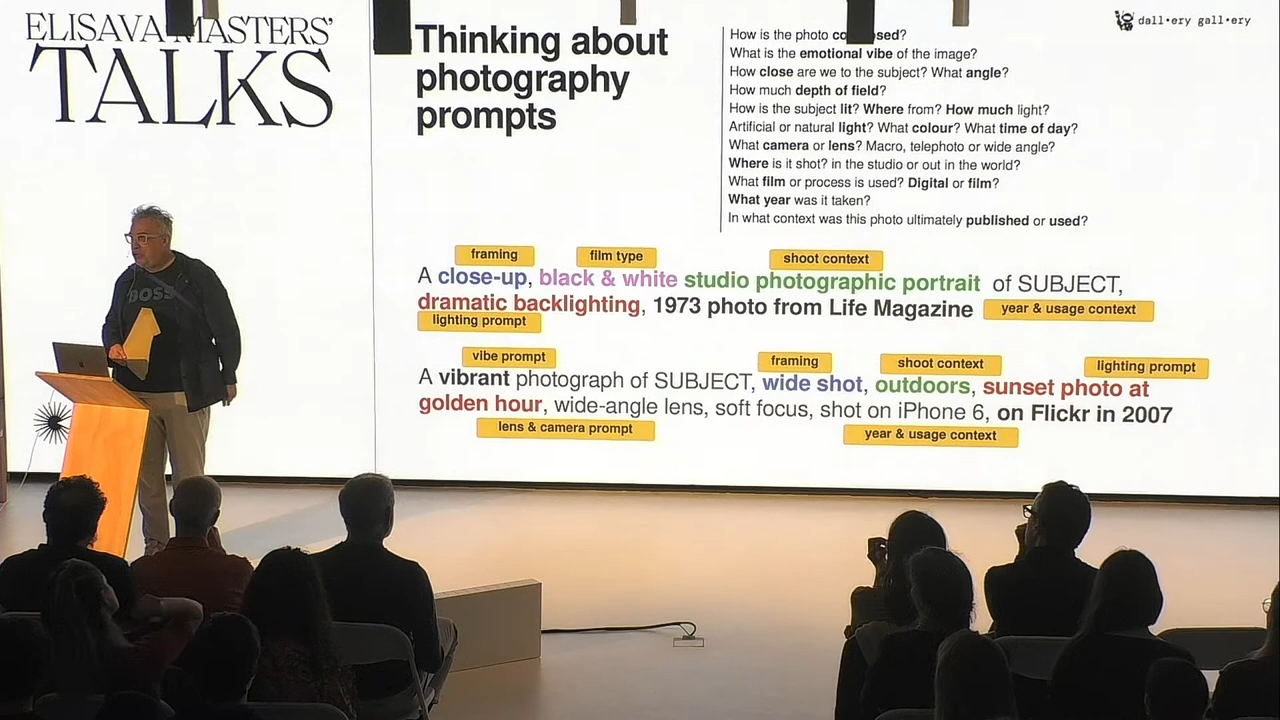 ELISAVA MASTERS'
TALKS
Thinking about
photography
prompts
How is the photo
What is the emotional vibe of the image?
How close are we to the subject? What angle?
How much depth of field?
How is the subject lit? Where from? How much light?
Artificial or natural light? What colour? What time of day?
What camera or lens? Macro, telephoto or wide angle?
Where is it shot? in the studio or out in the world?
What film or process is used? Digital or film?
What year was it taken?
In what context was this photo ultimately published or used?
dall•ery gall•ery
framing
film type
shoot context
A close-up, black & white studio photographic portrait of SUBJECT,
dramatic backlighting, 1973 photo from Life Magazine
year & usage context
lighting prompt
vibe prompt
framing
shoot context
lighting prompt
A vibrant photograph of SUBJECT, wide shot, outdoors, sunset photo at
golden hour, wide-angle lens, soft focus, shot on iPhone 6, on Flickr in 2007
lens & camera prompt
year & usage context
BOSS